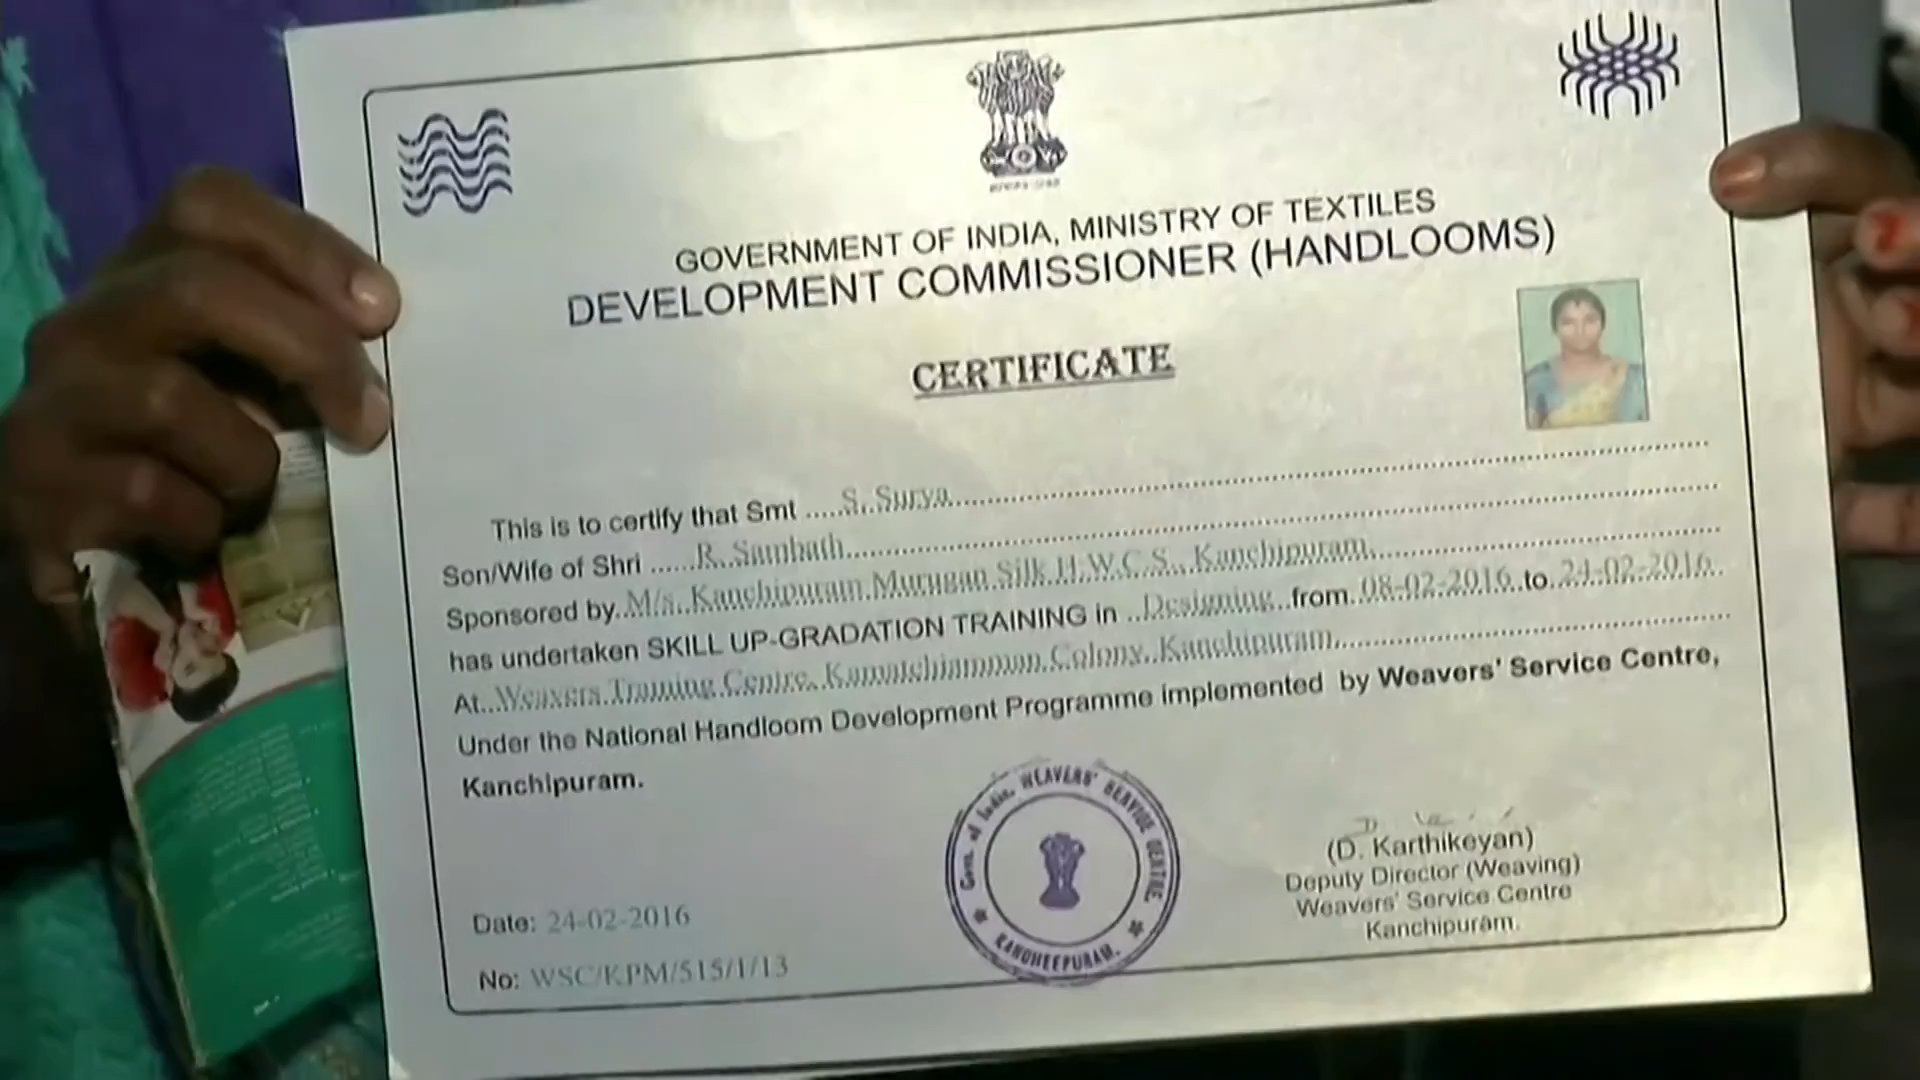 GOVERNMENT OF INDIA, MINISTRY OF TEXTILES
DEVELOPMENT COMMISSIONER (HANDLOOMS)
CERTIFICATE
This is to certify that Smt ..... S. Surya
Son/Wife of Shri ..... R. Sambath
Sponsored by M/s. Kanchipuram Murugan Silk H.W.C.S., Kanchipuram
has undertaken SKILL UP-GRADATION TRAINING in Designing from 08-02-2016 to 24-02-2016
At Weavers Training Centre, Kamatchiamman Colony, Kanchipuram
Under the National Handloom Development Programme implemented by Weavers' Service Centre,
Kanchipuram.
Govt. of India, WEAVERS' SERVICE CENTRE,
KANCHEEPURAM.
(D. Karthikeyan)
Deputy Director (Weaving)
Weavers' Service Centre
Kanchipuram.
Date: 24-02-2016
No: WSC/KPM/515/1/13